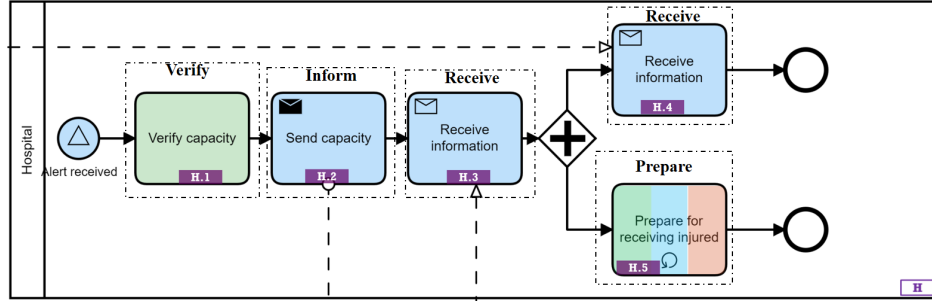 Hospital
Alert received
Verify
Verify capacity
H.1
Inform
Send capacity
H.2
Receive
Receive
information
H.3
Receive
Receive
information
H.4
Prepare
Prepare for
receiving injured
H.5
H